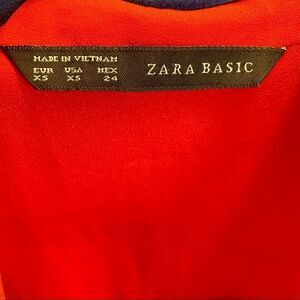 MADE IN VIETNAM
EUR USA MEX
XS XS 24
ZARA BASIC